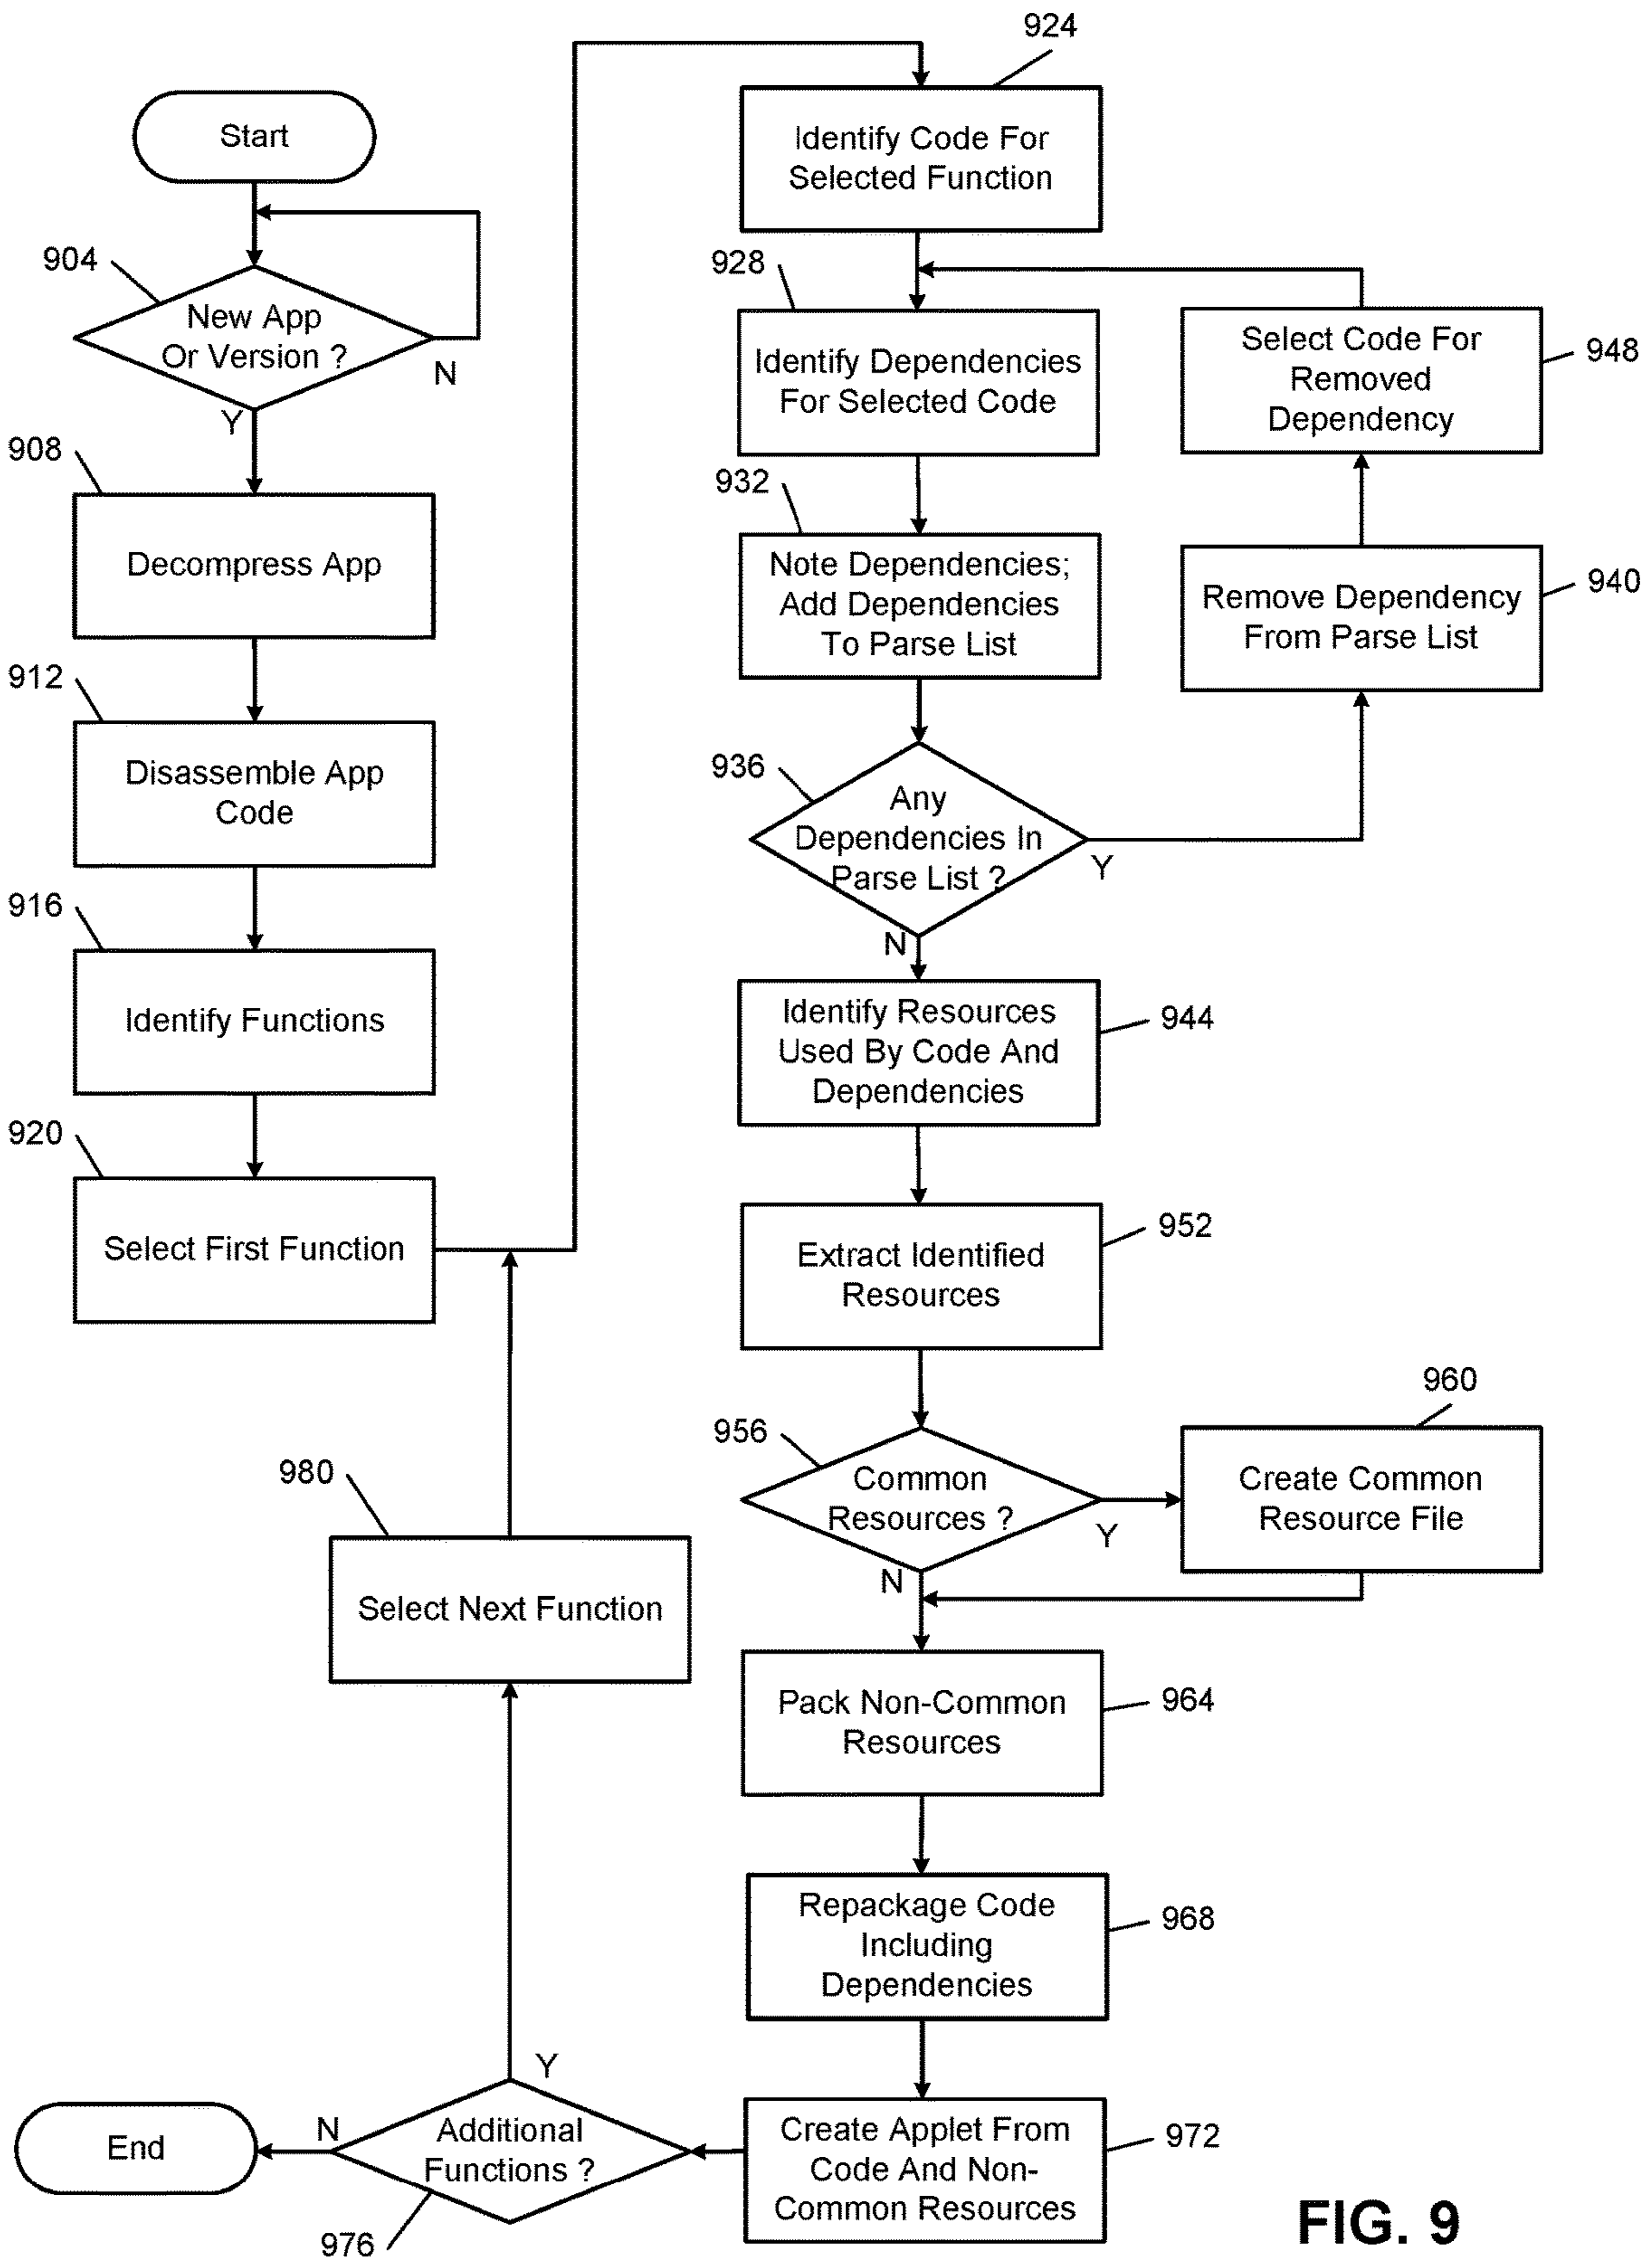 Start
904
New App
Or Version ?
N
Y
908
Decompress App
912
Disassemble App
Code
916
Identify Functions
920
Select First Function
924
Identify Code For
Selected Function
928
Identify Dependencies
For Selected Code
932
Note Dependencies;
Add Dependencies
To Parse List
936
Any
Dependencies In
Parse List ?
Y
N
940
Remove Dependency
From Parse List
948
Select Code For
Removed
Dependency
944
Identify Resources
Used By Code And
Dependencies
952
Extract Identified
Resources
956
Common
Resources ?
Y
N
960
Create Common
Resource File
964
Pack Non-Common
Resources
968
Repackage Code
Including
Dependencies
972
Create Applet From
Code And Non-
Common Resources
976
Additional
Functions ?
Y
N
980
Select Next Function
End
FIG. 9